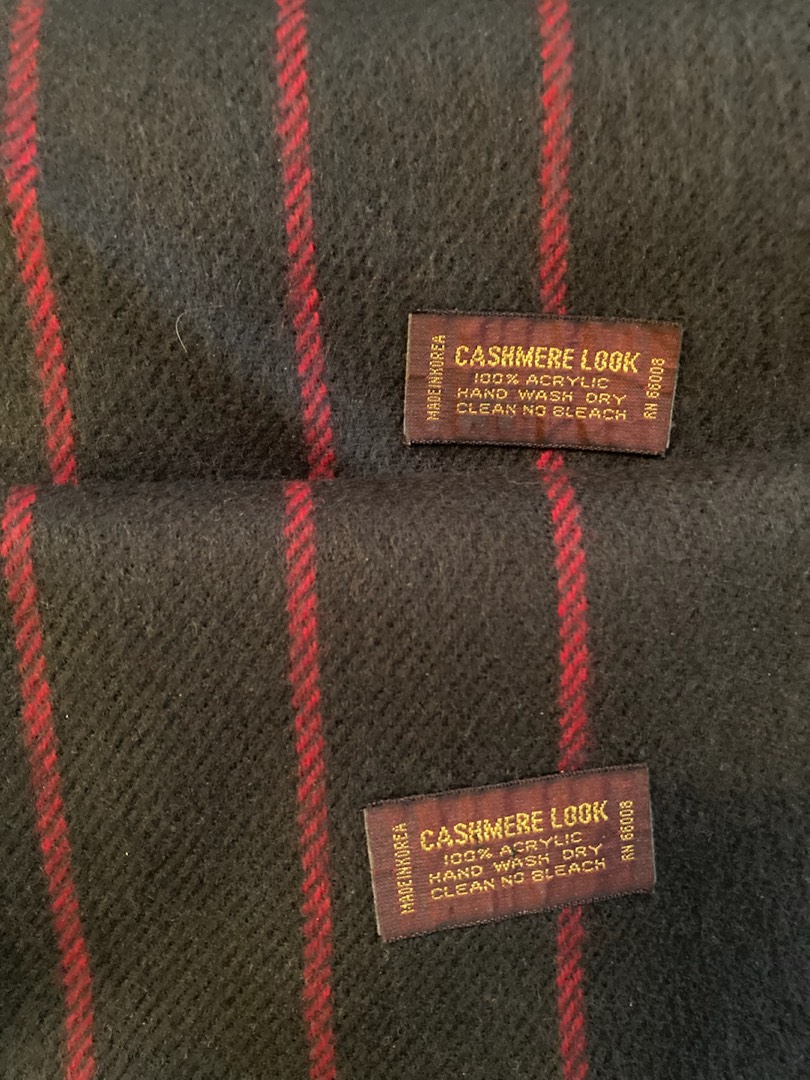 MADEINKOREA
CASHMERE LOOK
100% ACRYLIC
HAND WASH DRY
CLEAN NO BLEACH
RN 66008
MADEINKOREA
CASHMERE LOOK
100% ACRYLIC
HAND WASH DRY
CLEAN NO BLEACH
RN 66008